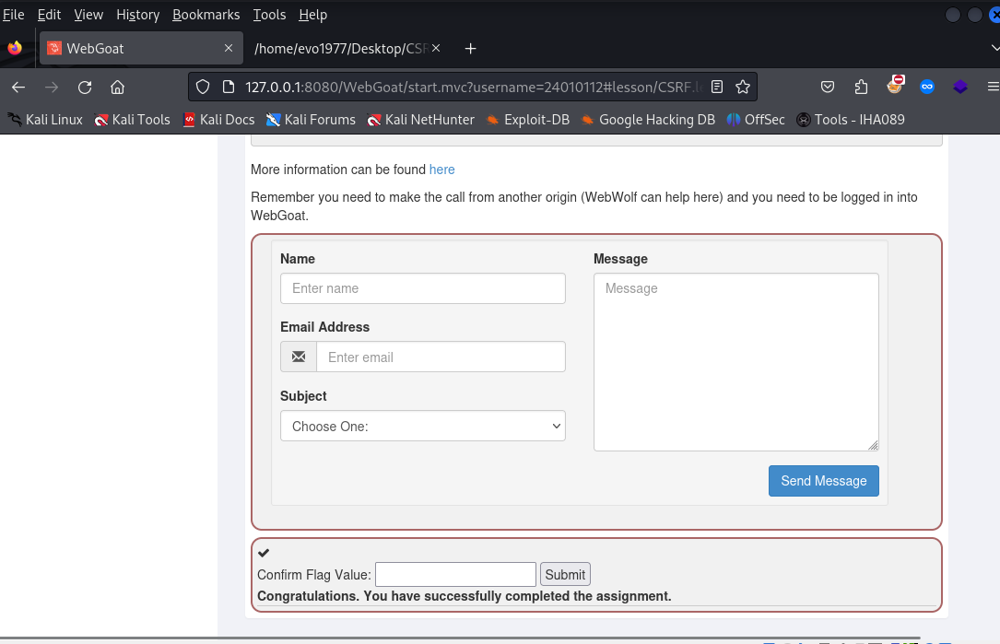 File Edit View History Bookmarks Tools Help
WebGoat
/home/evo1977/Desktop/CSR
127.0.0.1:8080/WebGoat/start.mvc?username=24010112#lesson/CSRF.l
Kali Linux Kali Tools Kali Docs Kali Forums Kali NetHunter Exploit-DB Google Hacking DB OffSec Tools - IHA089
More information can be found here
Remember you need to make the call from another origin (WebWolf can help here) and you need to be logged in into
WebGoat.
Name
Enter name
Email Address
Enter email
Subject
Choose One:
Message
Message
Send Message
Confirm Flag Value: Submit
Congratulations. You have successfully completed the assignment.